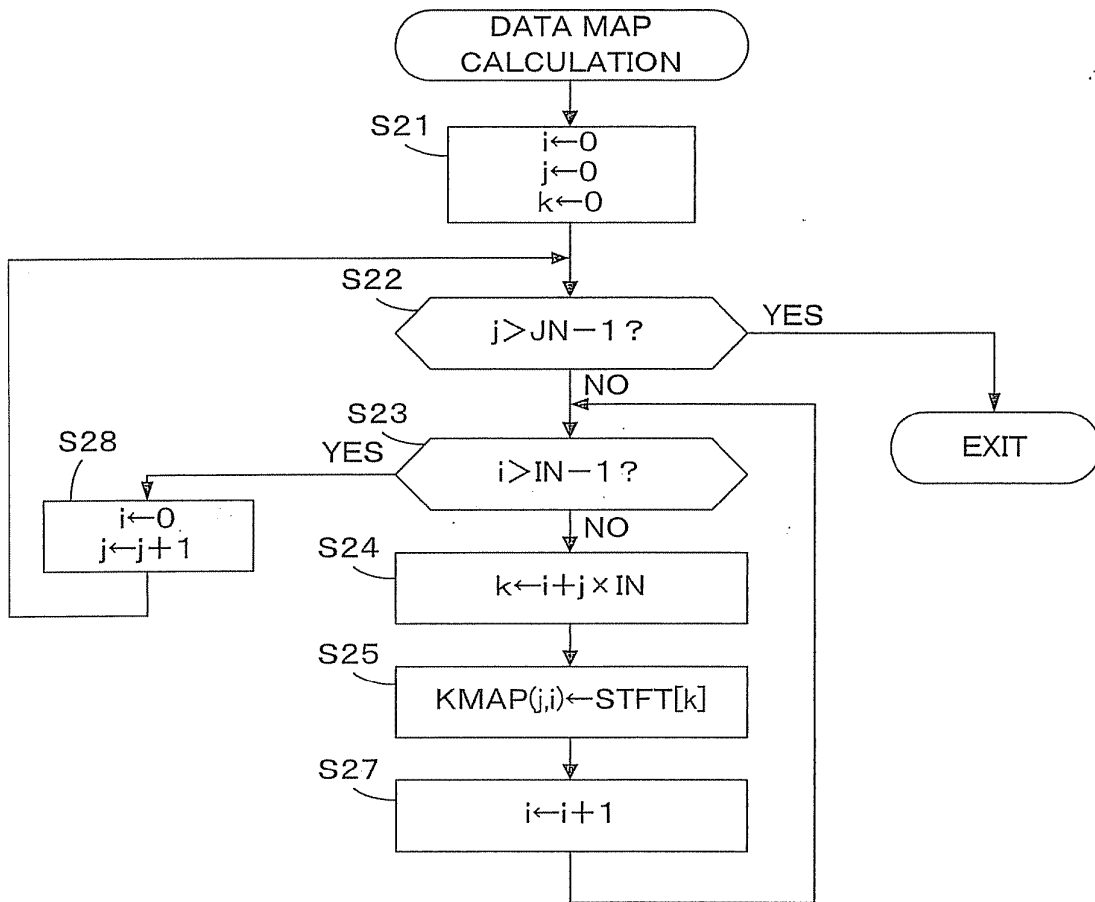 DATA MAP
CALCULATION
S21
i←0
j←0
k←0
S22
j>JN−1?
YES
NO
EXIT
S23
i>IN−1?
YES
NO
S28
i←0
j←j+1
S24
k←i+j×IN
S25
KMAP(j,i)←STFT[k]
S27
i←i+1